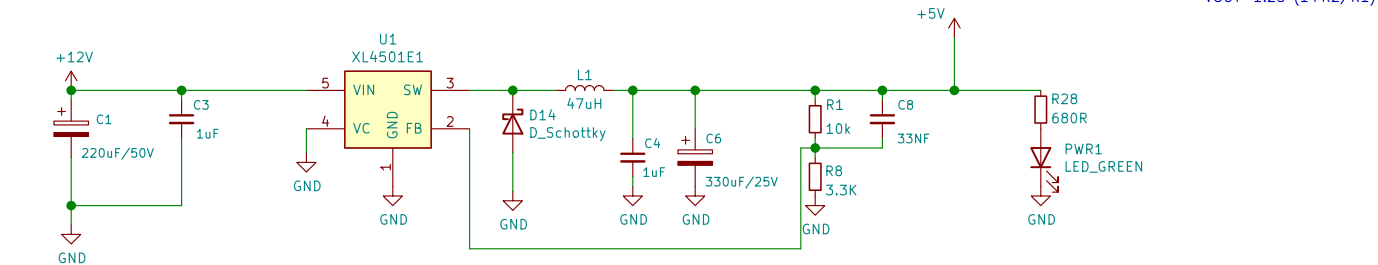 +5V
+12V
U1
XL4501E1
5
VIN
SW
3
4
VC
GND
FB
2
1
C1
220uF/50V
C3
1uF
GND
GND
GND
D14
D_Schottky
GND
L1
47uH
C4
1uF
GND
C6
330uF/25V
GND
R1
10k
C8
33NF
R8
3.3K
GND
R28
680R
PWR1
LED_GREEN
GND